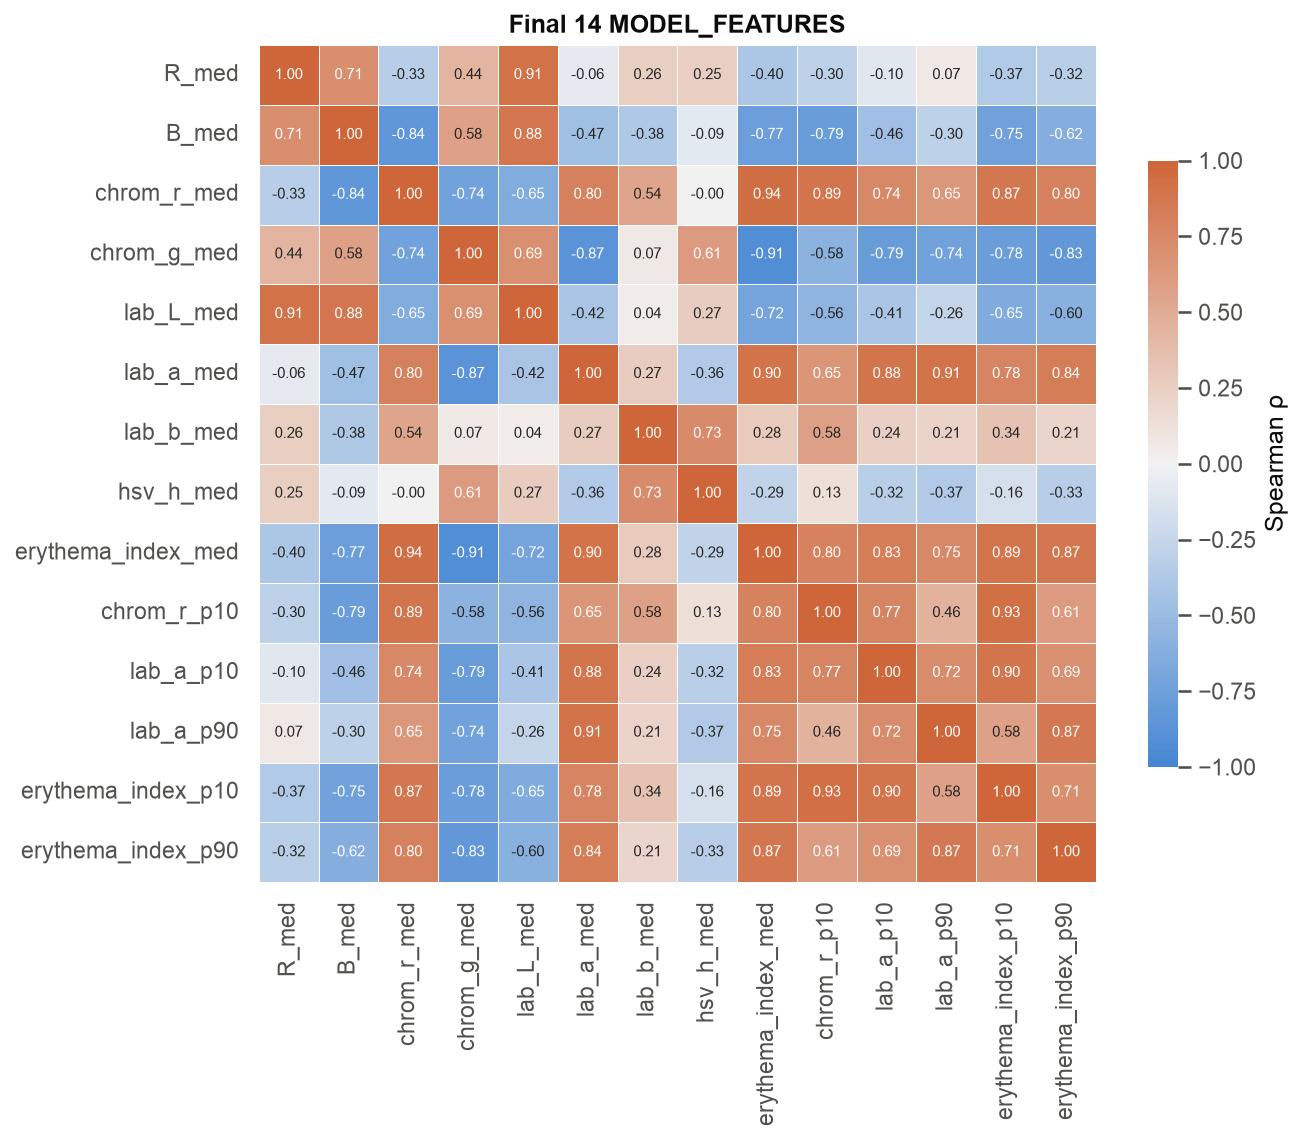 Final 14 MODEL_FEATURES
R_med 1.00 0.71 -0.33 0.44 0.91 -0.06 0.26 0.25 -0.40 -0.30 -0.10 0.07 -0.37 -0.32
B_med 0.71 1.00 -0.84 0.58 0.88 -0.47 -0.38 -0.09 -0.77 -0.79 -0.46 -0.30 -0.75 -0.62
chrom_r_med -0.33 -0.84 1.00 -0.74 -0.65 0.80 0.54 -0.00 0.94 0.89 0.74 0.65 0.87 0.80
chrom_g_med 0.44 0.58 -0.74 1.00 0.69 -0.87 0.07 0.61 -0.91 -0.58 -0.79 -0.74 -0.78 -0.83
lab_L_med 0.91 0.88 -0.65 0.69 1.00 -0.42 0.04 0.27 -0.72 -0.56 -0.41 -0.26 -0.65 -0.60
lab_a_med -0.06 -0.47 0.80 -0.87 -0.42 1.00 0.27 -0.36 0.90 0.65 0.88 0.91 0.78 0.84
lab_b_med 0.26 -0.38 0.54 0.07 0.04 0.27 1.00 0.73 0.28 0.58 0.24 0.21 0.34 0.21
hsv_h_med 0.25 -0.09 -0.00 0.61 0.27 -0.36 0.73 1.00 -0.29 0.13 -0.32 -0.37 -0.16 -0.33
erythema_index_med -0.40 -0.77 0.94 -0.91 -0.72 0.90 0.28 -0.29 1.00 0.80 0.83 0.75 0.89 0.87
chrom_r_p10 -0.30 -0.79 0.89 -0.58 -0.56 0.65 0.58 0.13 0.80 1.00 0.77 0.46 0.93 0.61
lab_a_p10 -0.10 -0.46 0.74 -0.79 -0.41 0.88 0.24 -0.32 0.83 0.77 1.00 0.72 0.90 0.69
lab_a_p90 0.07 -0.30 0.65 -0.74 -0.26 0.91 0.21 -0.37 0.75 0.46 0.72 1.00 0.58 0.87
erythema_index_p10 -0.37 -0.75 0.87 -0.78 -0.65 0.78 0.34 -0.16 0.89 0.93 0.90 0.58 1.00 0.71
erythema_index_p90 -0.32 -0.62 0.80 -0.83 -0.60 0.84 0.21 -0.33 0.87 0.61 0.69 0.87 0.71 1.00
R_med
B_med
chrom_r_med
chrom_g_med
lab_L_med
lab_a_med
lab_b_med
hsv_h_med
erythema_index_med
chrom_r_p10
lab_a_p10
lab_a_p90
erythema_index_p10
erythema_index_p90
1.00
0.75
0.50
0.25
0.00
−0.25
−0.50
−0.75
−1.00
Spearman ρ